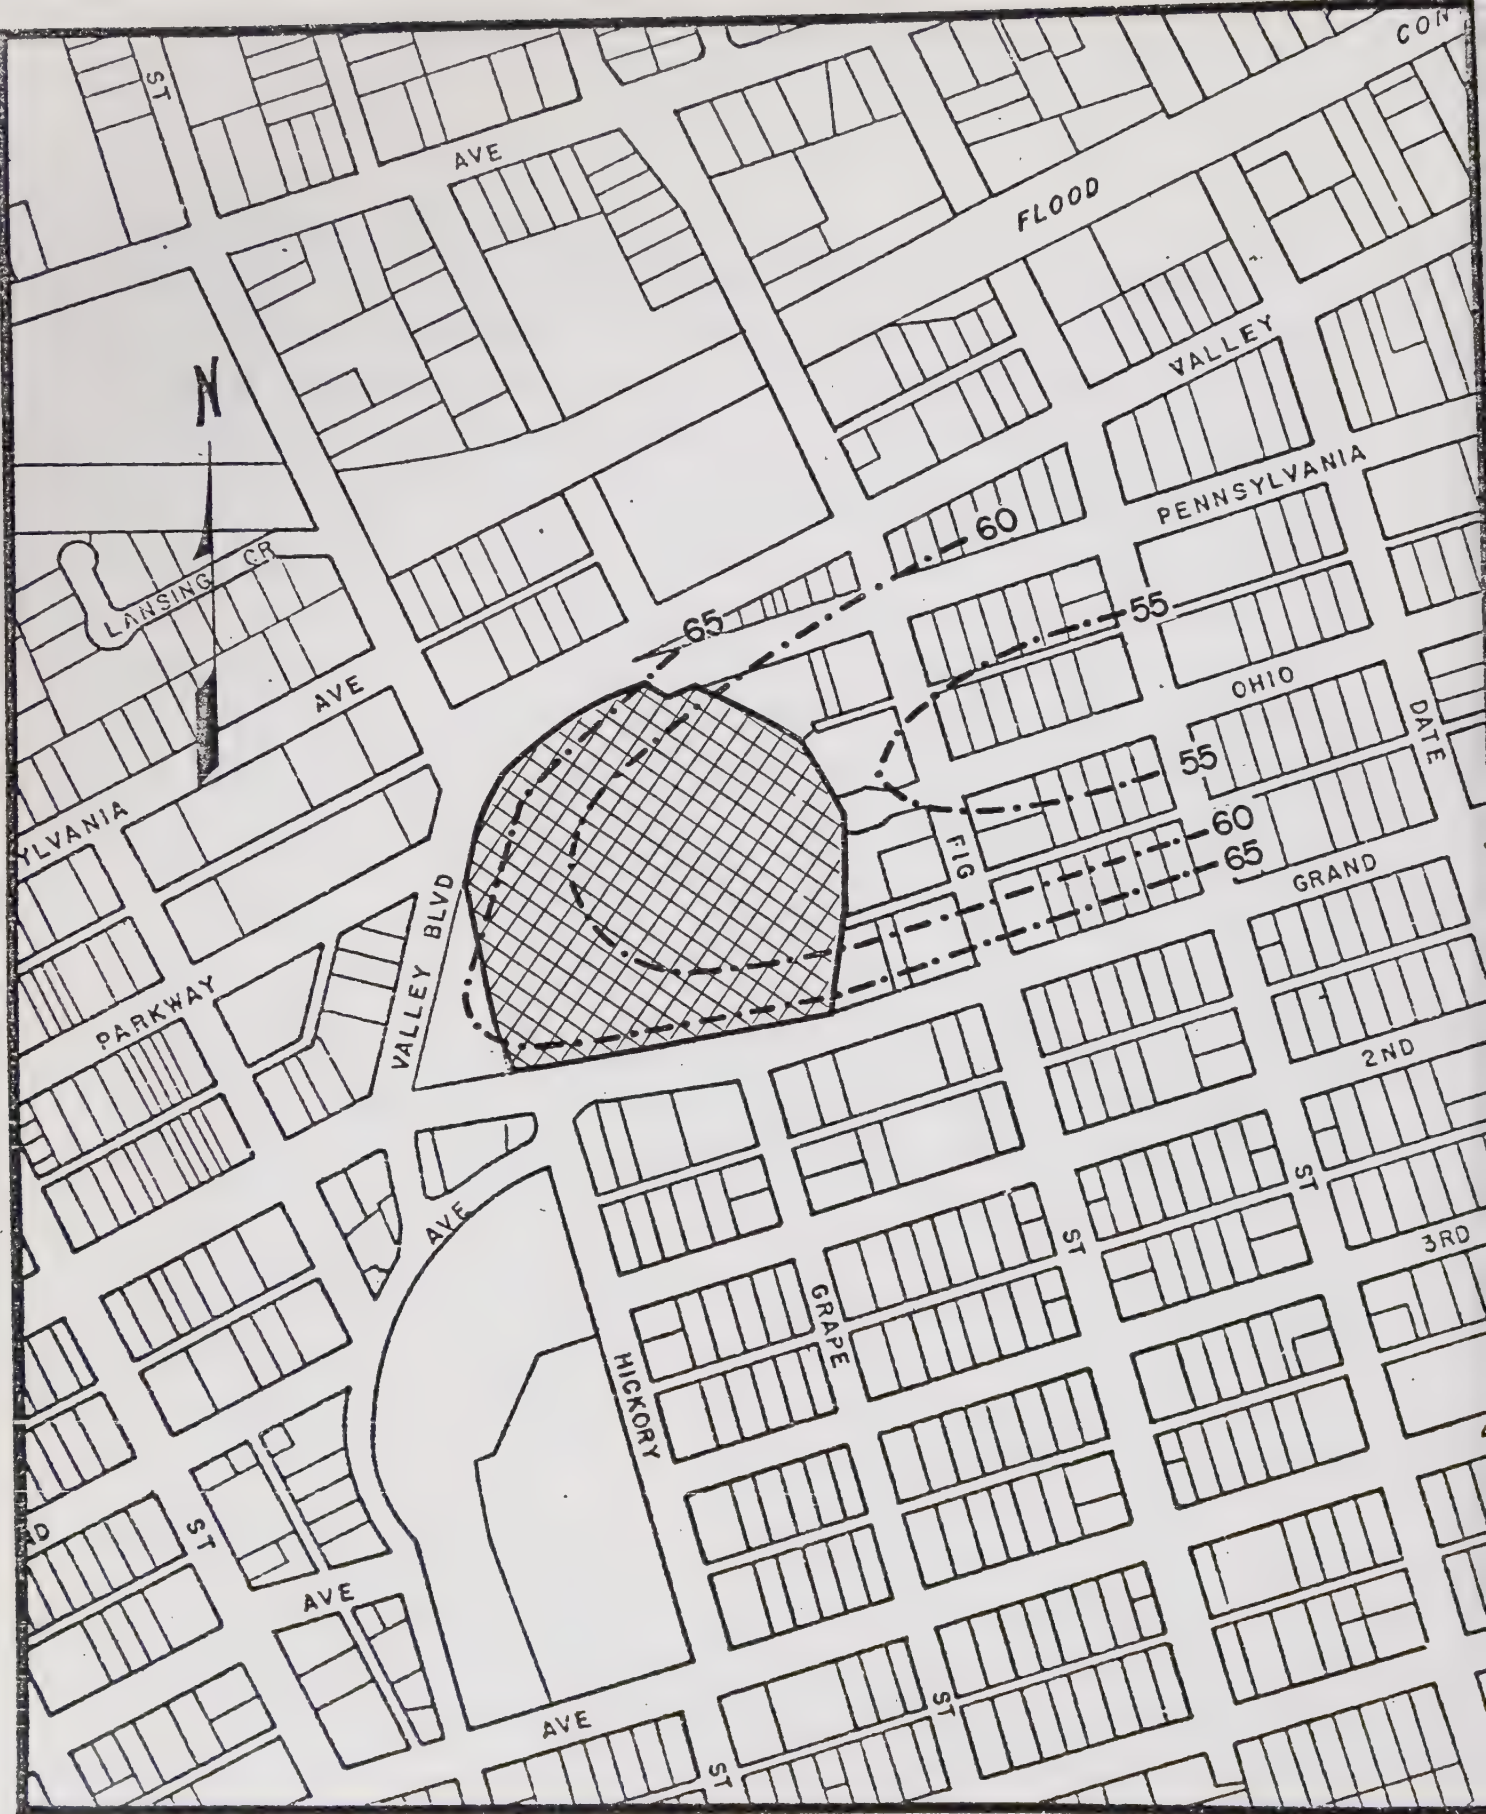 CON
ST
AVE
FLOOD
VALLEY
N
PENNSYLVANIA
60
LANSING CR
55
65
OHIO
AVE
DATE
55
YLVANIA
60
FIG
65
GRAND
VALLEY BLVD
PARKWAY
2ND
ST
AVE
ST
3RD
GRAPE
HICKORY
ST
AVE
ST
AVE
ST